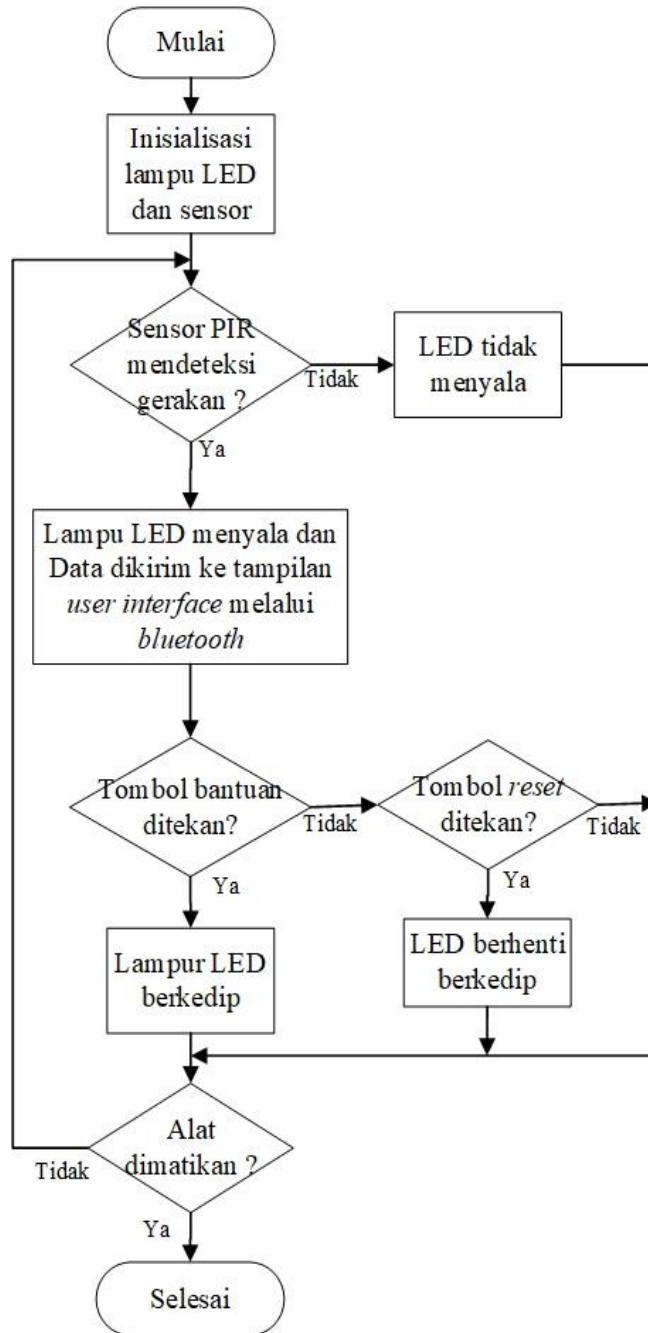 Mulai
Inisialisasi
lampu LED
dan sensor
Sensor PIR
mendeteksi
gerakan ?
Tidak
LED tidak
menyala
Ya
Lampu LED menyala dan
Data dikirim ke tampilan
user interface melalui
bluetooth
Tombol bantuan
ditekan?
Tidak
Tombol reset
ditekan?
Tidak
Ya
Ya
Lampur LED
berkedip
LED berhenti
berkedip
Alat
dimatikan ?
Tidak
Ya
Selesai